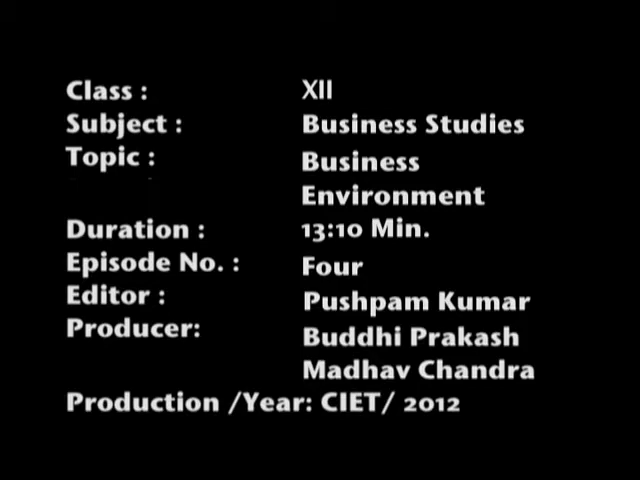 Class : XII
Subject : Business Studies
Topic : Business
Environment
Duration : 13:10 Min.
Episode No. : Four
Editor : Pushpam Kumar
Producer: Buddhi Prakash
Madhav Chandra
Production /Year: CIET/ 2012